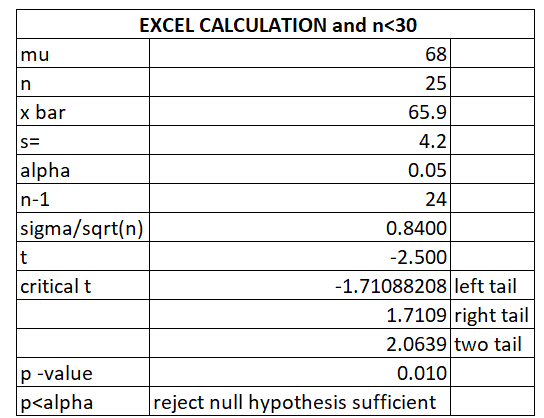 EXCEL CALCULATION and n<30
mu 68
n 25
x bar 65.9
s= 4.2
alpha 0.05
n-1 24
sigma/sqrt(n) 0.8400
t -2.500
critical t -1.71088208 left tail
1.7109 right tail
2.0639 two tail
p -value 0.010
p<alpha reject null hypothesis sufficient